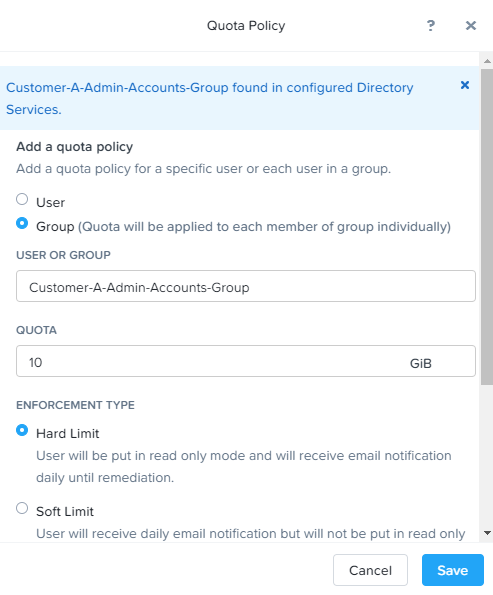 Quota Policy
? ×
Customer-A-Admin-Accounts-Group found in configured Directory
Services.
×
Add a quota policy
Add a quota policy for a specific user or each user in a group.
User
Group (Quota will be applied to each member of group individually)
USER OR GROUP
Customer-A-Admin-Accounts-Group
QUOTA
10 GiB
ENFORCEMENT TYPE
Hard Limit
User will be put in read only mode and will receive email notification
daily until remediation.
Soft Limit
User will receive daily email notification but will not be put in read only
Cancel Save